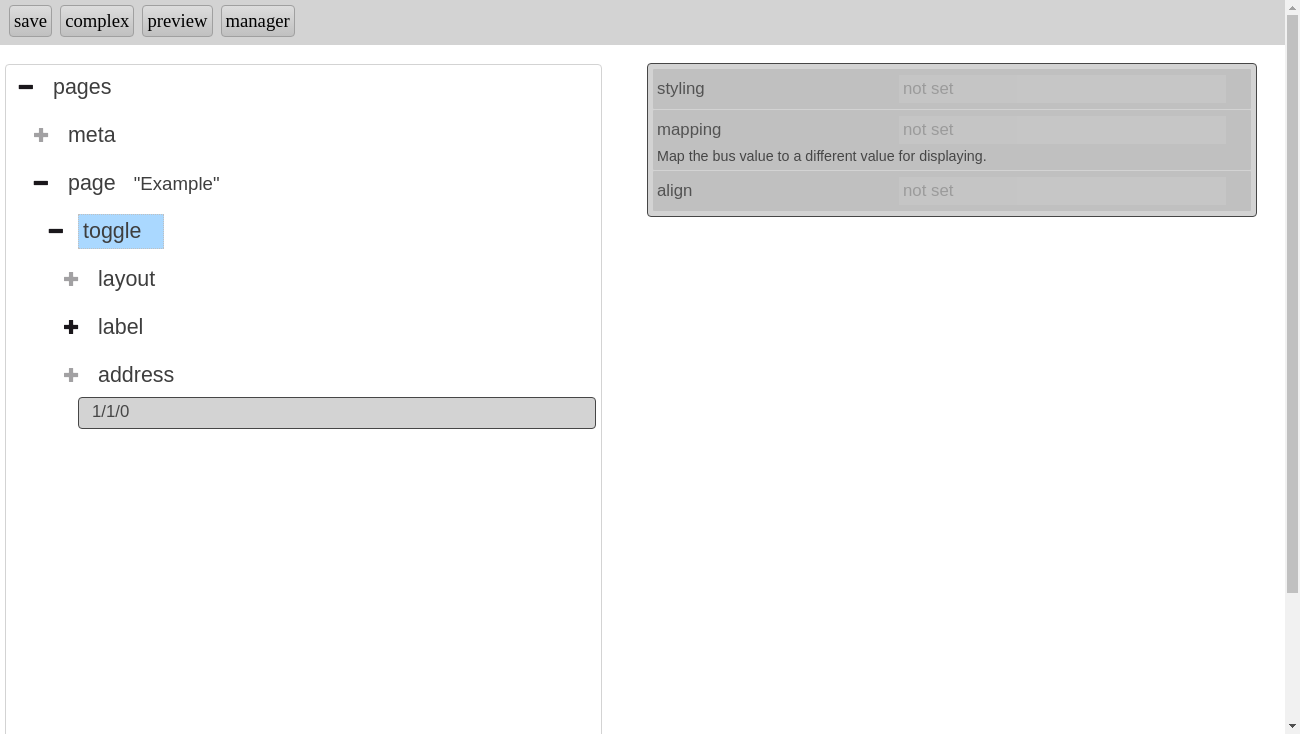 save complex preview manager
pages
meta
page "Example"
toggle
layout
label
address
1/1/0
styling not set
mapping not set
Map the bus value to a different value for displaying.
align not set